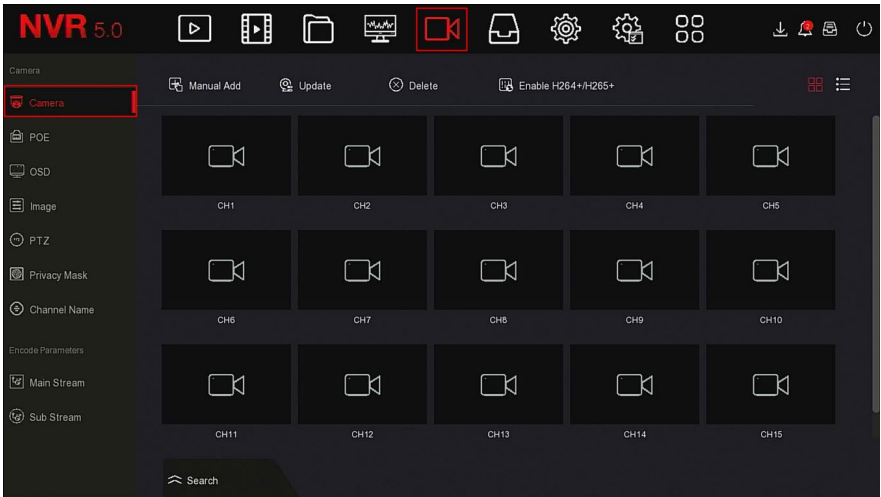 NVR 5.0
2
Camera
Manual Add Update Delete Enable H264+/H265+
Camera
POE
OSD
Image
PTZ
Privacy Mask
Channel Name
Encode Parameters
Main Stream
Sub Stream
CH1 CH2 CH3 CH4 CH5
CH6 CH7 CH8 CH9 CH10
CH11 CH12 CH13 CH14 CH15
Search